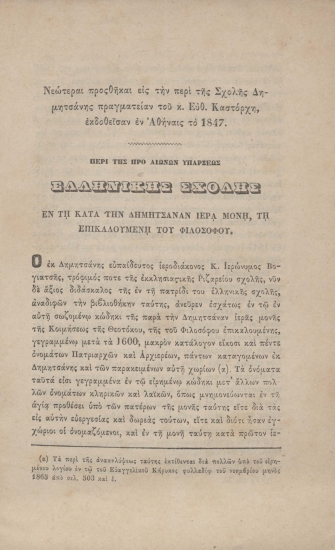 Νεώτεραι προσθῆκαι εἰς τὴν περὶ τῆς Σχολῆς Δη-
μητσάνης πραγματείαν τοῦ κ. Εὐθ. Καστόρχη,
ἐκδοθεῖσαν ἐν Ἀθήναις τὸ 1847.
ΠΕΡΙ ΤΗΣ ΠΡΟ ΑΙΩΝΩΝ ΥΠΑΡΞΕΩΣ
ΕΛΛΗΝΙΚΗΣ ΣΧΟΛΗΣ
ΕΝ ΤΗ ΚΑΤΑ ΤΗΝ ΔΗΜΗΤΣΑΝΑΝ ΙΕΡᾼ ΜΟΝΗ, ΤΗ
ΕΠΙΚΑΛΟΥΜΕΝΗ ΤΟΥ ΦΙΛΟΣΟΦΟΥ,
Ὁ ἐκ Δημητσάνης εὐπαίδευτος ἱεροδιάκονος Κ. Ἱερώνυμος Βο-
γιατσῆς, τρόφιμος ποτε τῆς ἐκκλησιαστικῆς Ῥιζαρείου σχολῆς, νῦν
δὲ ἄξιος διδάσκαλος τῆς ἐν τῇ πατρίδι του ἑλληνικῆς σχολῆς,
ἀναδιφῶν τὴν βιβλιοθήκην ταύτης, ἀνεῦρεν ἐσχάτως ἐν τῷ ἐν
αὐτῇ σωζομένῳ κώδηκι τῆς παρὰ τὴν Δημητσάναν ἱερᾶς μονῆς
τῆς Κοιμήσεως τῆς Θεοτόκου, τῆς τοῦ Φιλοσόφου ἐπικαλουμένης,
γεγραμμένῳ μετὰ τὰ 1600, μακρὸν κατάλογον εἴκοσι καὶ πέντε
ὀνομάτων Πατριαρχῶν καὶ Ἀρχιερέων, πάντων καταγομένων ἐκ
Δημητσάνης καὶ τῶν παρακειμένων αὐτῇ χωρίων (α). Τὰ ὀνόματα
ταῦτα εἰσι γεγραμμένα ἐν τῷ εἰρημένῳ κώδηκι μετ' ἄλλων πολ-
λῶν ὀνομάτων κληρικῶν καὶ λαϊκῶν, ὅπως μνημονεύωνται ἐν τῇ
ἁγίᾳ προθέσει ὑπὸ τῶν πατέρων τῆς μονῆς ταύτης εἴτε διὰ τὰς
εἰς αὐτὴν εὐεργεσίας καὶ δωρεὰς τούτων, εἴτε καὶ διότι ἦσαν ἐγ-
χώριοι οἱ ὀνομαζόμενοι, καὶ ἐν τῇ μονῇ ταύτῃ κατὰ πρῶτον ἱε-
(α) Τὰ περὶ τῆς ἀνακαλύψεως ταύτης ἐκτίθενται διὰ πολλῶν ὑπὸ τοῦ εἰρη-
μένου λογίου ἐν τῷ τοῦ Εὐαγγελικοῦ Κήρυκος φυλλαδίῳ τοῦ νοεμβρίου μηνὸς
1865 ἀπὸ σελ. 503 καὶ ἑ.